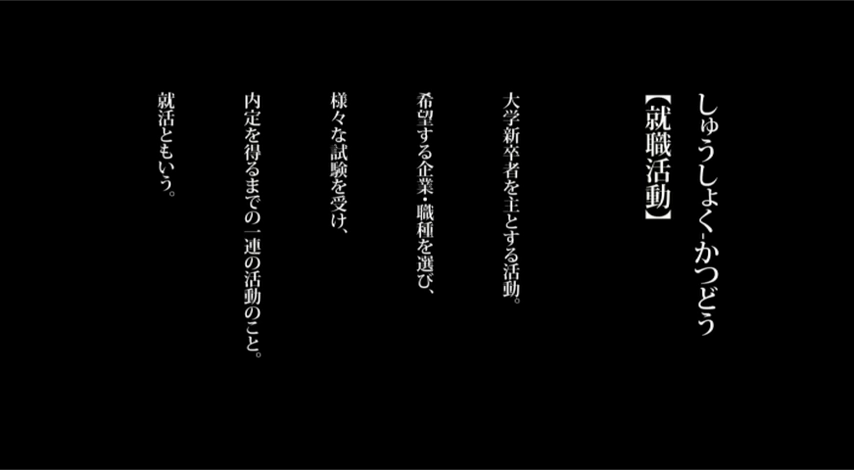 しゅうしょく-かつどう
【就職活動】
大学新卒者を主とする活動。
希望する企業・職種を選び、
様々な試験を受け、
内定を得るまでの一連の活動のこと。
就活ともいう。